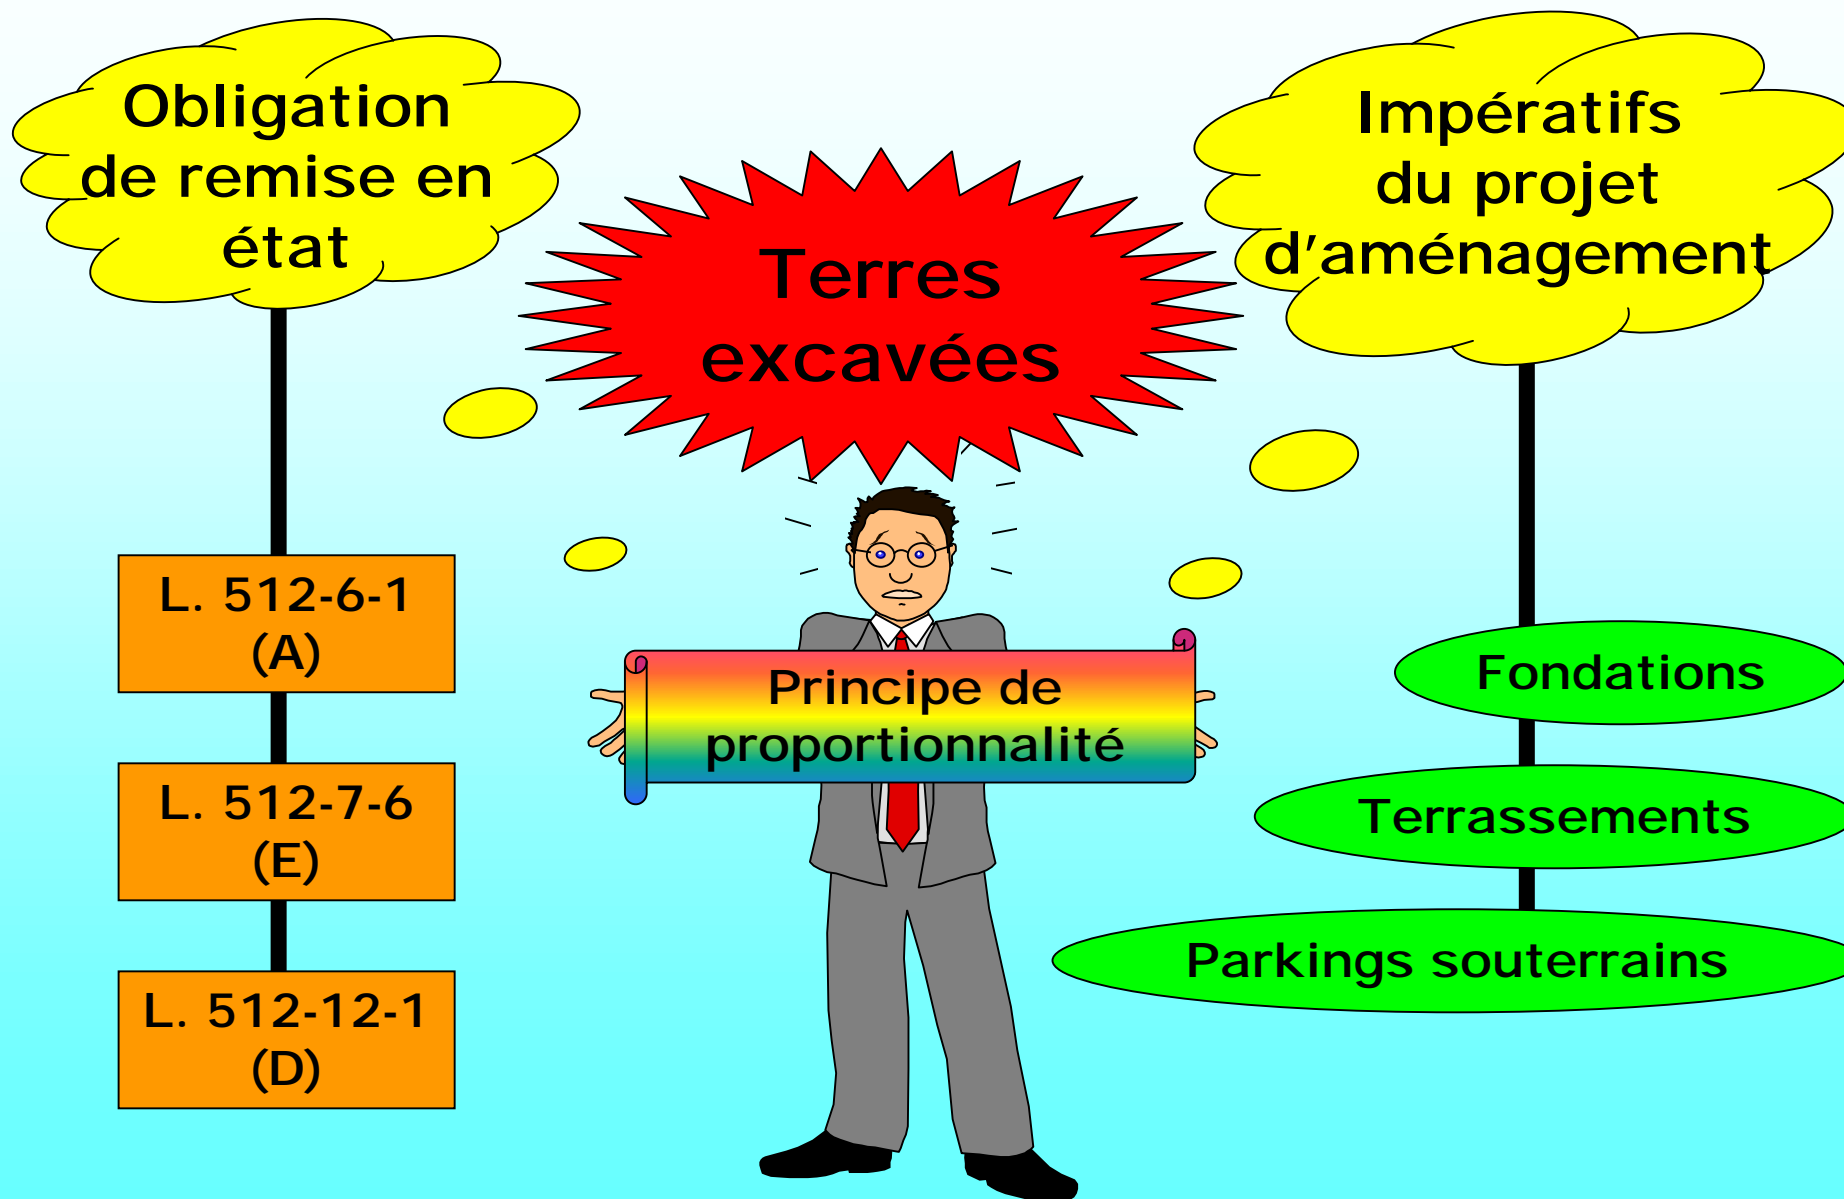 Obligation
de remise en
état
Terres
excavées
Impératifs
du projet
d'aménagement
L. 512-6-1
(A)
L. 512-7-6
(E)
L. 512-12-1
(D)
Principe de
proportionnalité
Fondations
Terrassements
Parkings souterrains